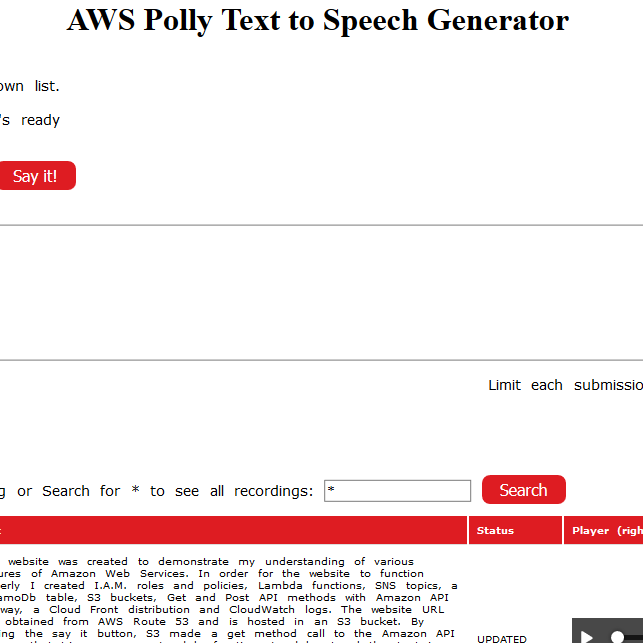 AWS Polly Text to Speech Generator
own list.
's ready
Say it!
Limit each submissio
g or Search for * to see all recordings: * Search
Status Player (righ
website was created to demonstrate my understanding of various
ures of Amazon Web Services. In order for the website to function
erly I created I.A.M. roles and policies, Lambda functions, SNS topics, a
amoDb table, S3 buckets, Get and Post API methods with Amazon API
way, a Cloud Front distribution and CloudWatch logs. The website URL
obtained from AWS Route 53 and is hosted in an S3 bucket. By
ng the say it button, S3 made a get method call to the Amazon API
UPDATED